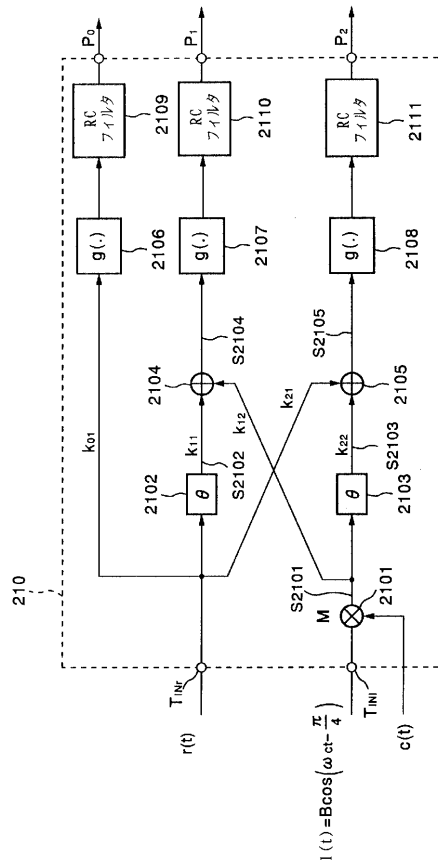 210
P₀
P₁
P₂
RC
フィルタ
2109
RC
フィルタ
2110
RC
フィルタ
2111
g(.)
2106
g(.)
2107
g(.)
2108
k₀₁
S2104
2104
k₁₁
S2102
2102
θ
k₁₂
k₂₁
S2105
2105
k₂₂
S2103
2103
θ
S2101
M
2101
T_INr
r(t)
T_INl
l(t)=Bcos(ωct-π/4)
c(t)